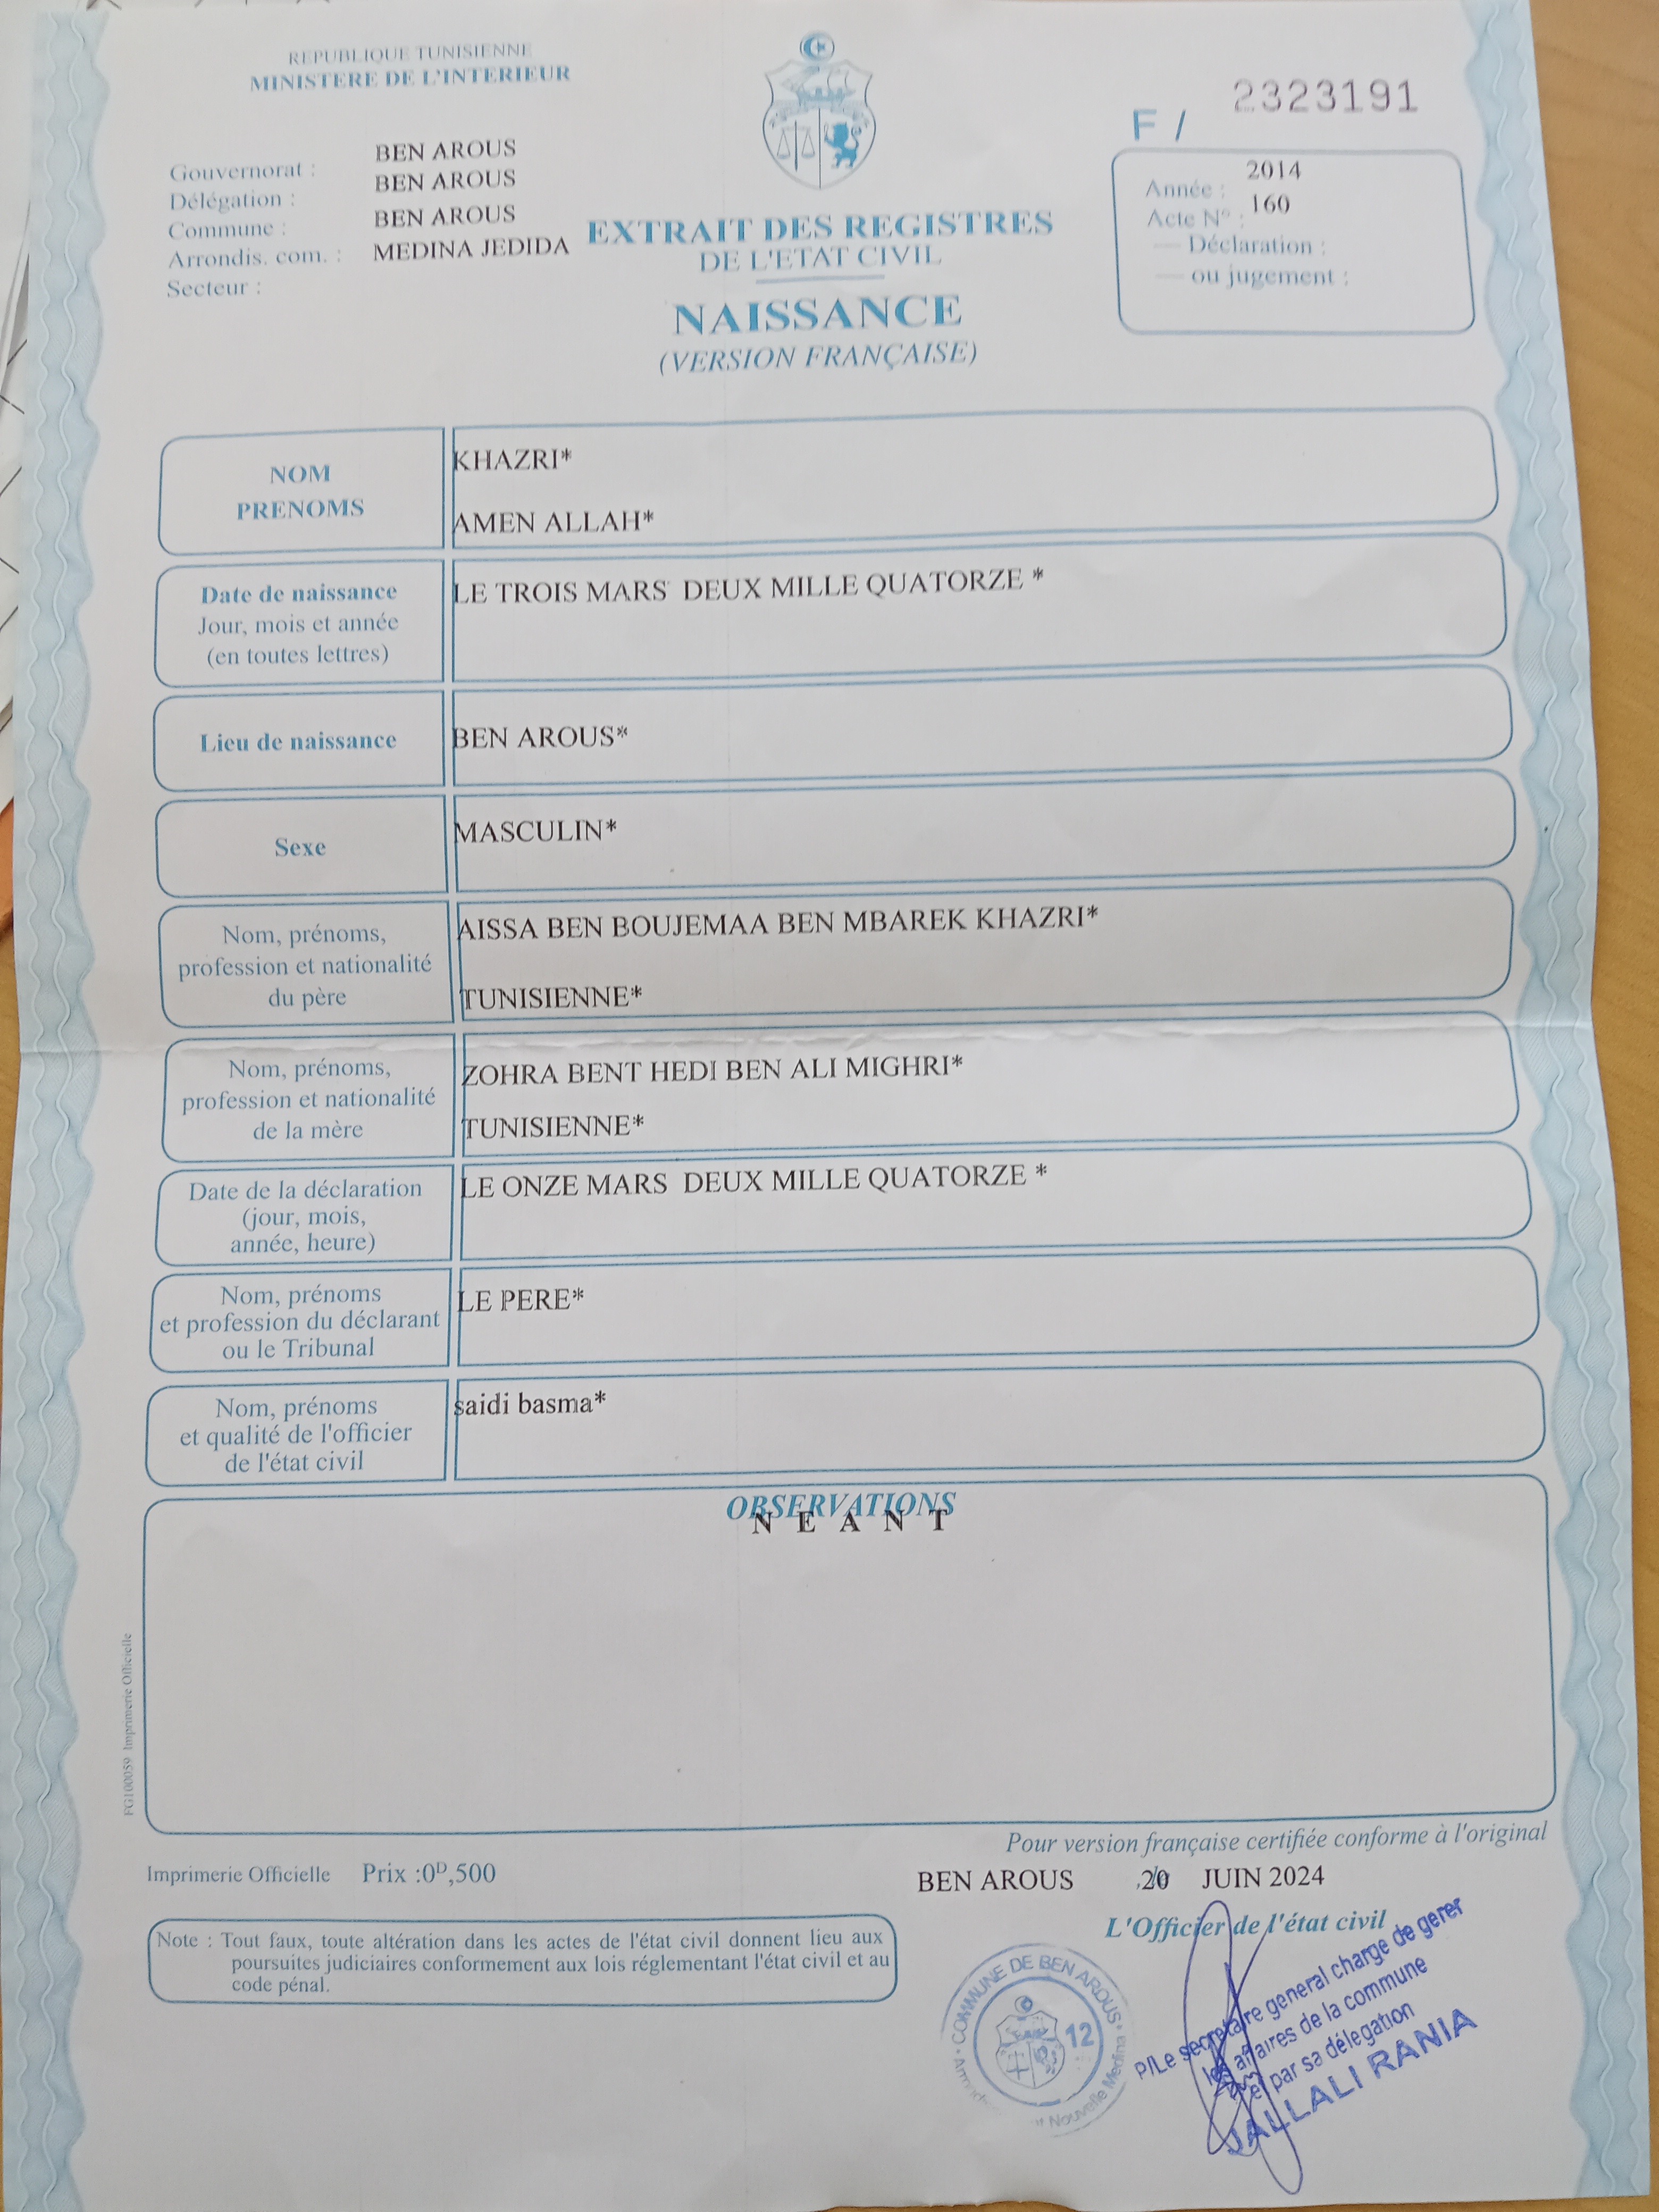 REPUBLIQUE TUNISIENNE
MINISTERE DE L'INTERIEUR
Gouvernorat : BEN AROUS
Délégation : BEN AROUS
Commune : BEN AROUS
Arrondis. com. : MEDINA JEDIDA
Secteur :
EXTRAIT DES REGISTRES
DE L'ETAT CIVIL
NAISSANCE
(VERSION FRANÇAISE)
F / 2323191
Année : 2014
Acte N° : 160
— Déclaration :
— ou jugement :
NOM
PRENOMS
KHAZRI*
AMEN ALLAH*
Date de naissance
Jour, mois et année
(en toutes lettres)
LE TROIS MARS DEUX MILLE QUATORZE *
Lieu de naissance
BEN AROUS*
Sexe
MASCULIN*
Nom, prénoms,
profession et nationalité
du père
AISSA BEN BOUJEMAA BEN MBAREK KHAZRI*
TUNISIENNE*
Nom, prénoms,
profession et nationalité
de la mère
ZOHRA BENT HEDI BEN ALI MIGHRI*
TUNISIENNE*
Date de la déclaration
(jour, mois,
année, heure)
LE ONZE MARS DEUX MILLE QUATORZE *
Nom, prénoms
et profession du déclarant
ou le Tribunal
LE PERE*
Nom, prénoms
et qualité de l'officier
de l'état civil
saidi basma*
OBSERVATIONS
N E A N T
FG100059 Imprimerie Officielle
Pour version française certifiée conforme à l'original
Imprimerie Officielle Prix :0D,500
BEN AROUS 20 JUIN 2024
L'Officier de l'état civil
Note : Tout faux, toute altération dans les actes de l'état civil donnent lieu aux
poursuites judiciaires conformement aux lois réglementant l'état civil et au
code pénal.
COMMUNE DE BEN AROUS
12
Nouvelle Medina
P/Le secretaire general charge de gerer
les affaires de la commune
et par sa délegation
JALLALI RANIA